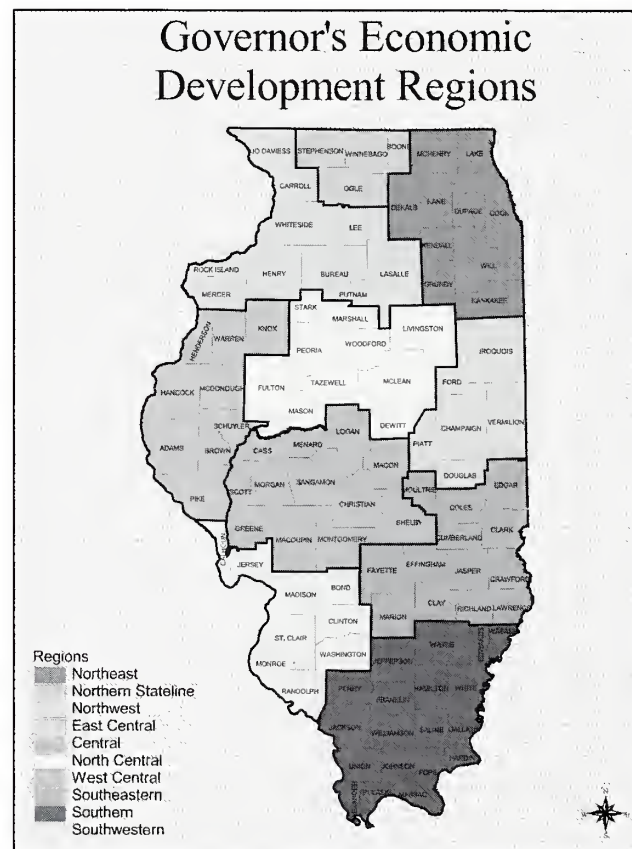 Governor's Economic
Development Regions
JO DAVIESS
STEPHENSON
WINNEBAGO
BOONE
MCHENRY
LAKE
CARROLL
OGLE
DEKALB
KANE
DUPAGE
COOK
WHITESIDE
LEE
KENDALL
WILL
ROCK ISLAND
HENRY
BUREAU
LASALLE
GRUNDY
MERCER
PUTNAM
KANKAKEE
STARK
HENDERSON
WARREN
KNOX
MARSHALL
LIVINGSTON
PEORIA
WOODFORD
IROQUOIS
HANCOCK
MCDONOUGH
FULTON
TAZEWELL
MCLEAN
FORD
MASON
SCHUYLER
LOGAN
DEWITT
CHAMPAIGN
VERMILION
ADAMS
BROWN
CASS
MENARD
PIATT
MACON
MORGAN
SANGAMON
DOUGLAS
EDGAR
PIKE
SCOTT
CHRISTIAN
MOULTRIE
COLES
GREENE
SHELBY
CUMBERLAND
CLARK
MACOUPIN
MONTGOMERY
CALHOUN
JERSEY
FAYETTE
EFFINGHAM
JASPER
CRAWFORD
MADISON
BOND
CLAY
RICHLAND
LAWRENCE
MARION
CLINTON
ST. CLAIR
WAYNE
EDWARDS
WABASH
MONROE
WASHINGTON
JEFFERSON
RANDOLPH
PERRY
FRANKLIN
HAMILTON
WHITE
JACKSON
WILLIAMSON
SALINE
GALLATIN
HARDIN
UNION
JOHNSON
POPE
ALEXANDER
PULASKI
MASSAC
Regions
Northeast
Northern Stateline
Northwest
East Central
Central
North Central
West Central
Southeastern
Southern
Southwestern